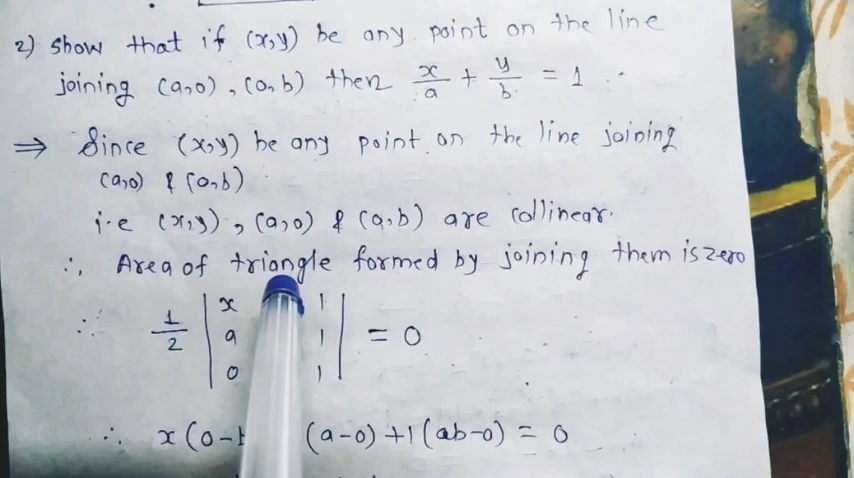 2) Show that if (x,y) be any point on the line
joining (a,0), (0,b) then x/a + y/b = 1
⇒ Since (x,y) be any point on the line joining
(a,0) & (0,b)
i.e (x,y), (a,0) & (0,b) are collinear.
∴ Area of triangle formed by joining them is zero
∴ 1/2 | x 1 |
| a 1 | = 0
| 0 1 |
∴ x(0-b (a-0) +1(ab-0) = 0